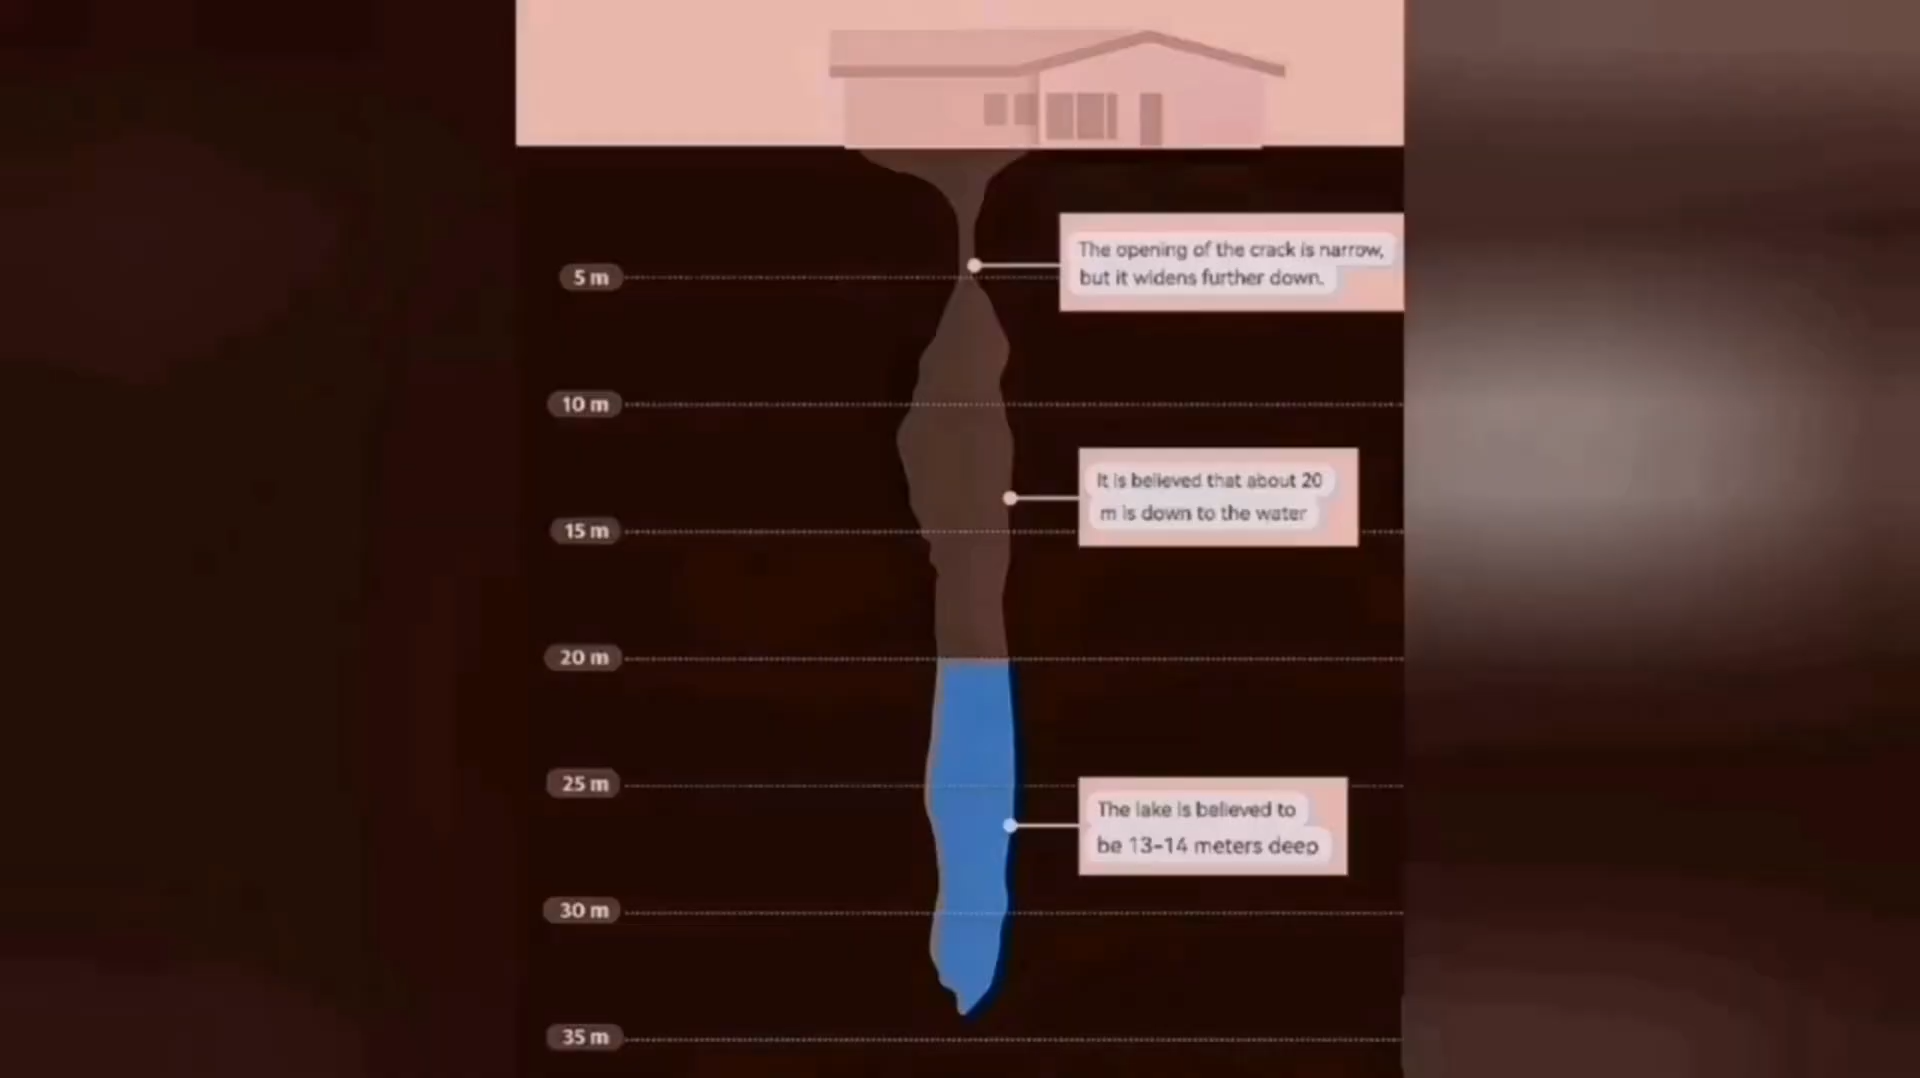 The opening of the crack is narrow,
but it widens further down.
5 m
10 m
It is believed that about 20
m is down to the water
15 m
20 m
25 m
The lake is believed to
be 13-14 meters deep
30 m
35 m